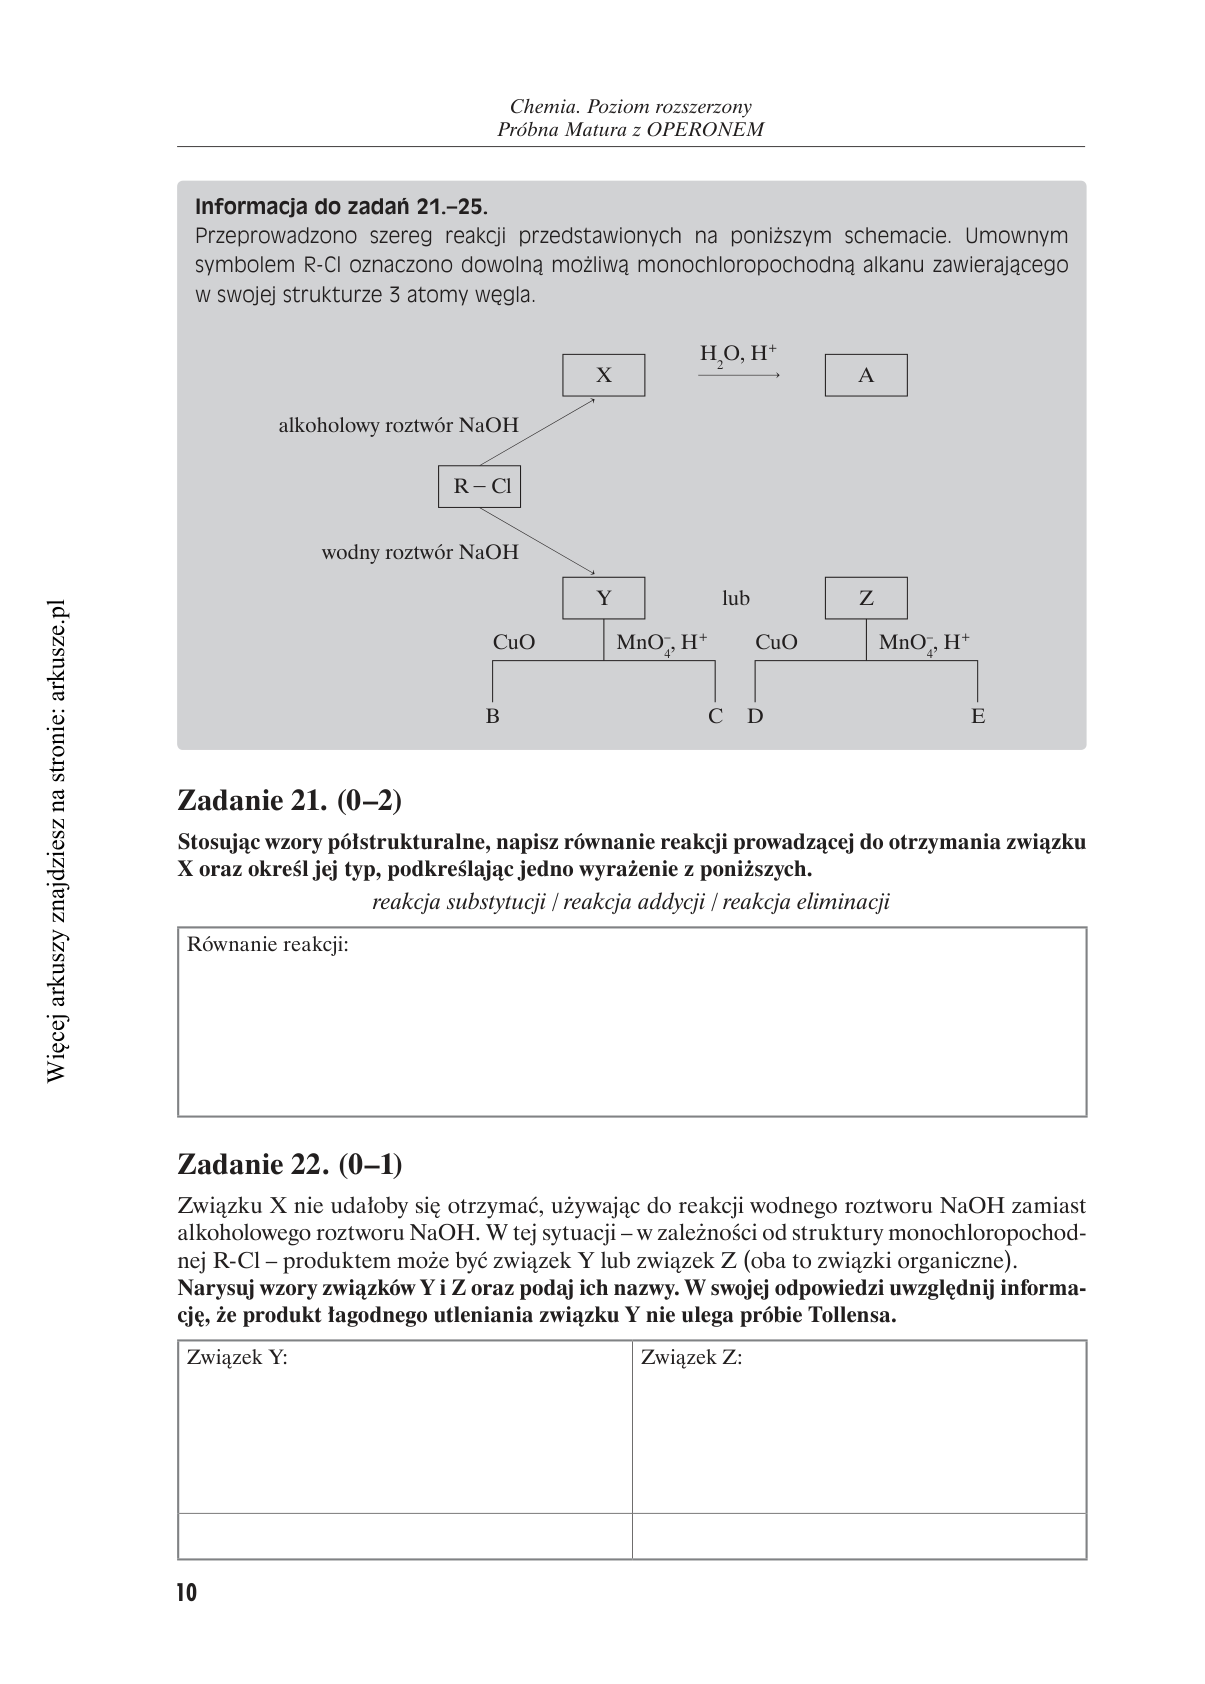 Chemia. Poziom rozszerzony
Próbna Matura z OPERONEM
Informacja do zadań 21.–25.
Przeprowadzono szereg reakcji przedstawionych na poniższym schemacie. Umownym
symbolem R-Cl oznaczono dowolną możliwą monochloropochodną alkanu zawierającego
w swojej strukturze 3 atomy węgla.
X
H₂O, H⁺
A
alkoholowy roztwór NaOH
R – Cl
wodny roztwór NaOH
Y
lub
Z
CuO
MnO₄⁻, H⁺
CuO
MnO₄⁻, H⁺
B
C
D
E
Zadanie 21. (0–2)
Stosując wzory półstrukturalne, napisz równanie reakcji prowadzącej do otrzymania związku
X oraz określ jej typ, podkreślając jedno wyrażenie z poniższych.
reakcja substytucji / reakcja addycji / reakcja eliminacji
Równanie reakcji:
Zadanie 22. (0–1)
Związku X nie udałoby się otrzymać, używając do reakcji wodnego roztworu NaOH zamiast
alkoholowego roztworu NaOH. W tej sytuacji – w zależności od struktury monochloropochod-
nej R-Cl – produktem może być związek Y lub związek Z (oba to związki organiczne).
Narysuj wzory związków Y i Z oraz podaj ich nazwy. W swojej odpowiedzi uwzględnij informa-
cję, że produkt łagodnego utleniania związku Y nie ulega próbie Tollensa.
Związek Y:
Związek Z:
10
Więcej arkuszy znajdziesz na stronie: arkusze.pl